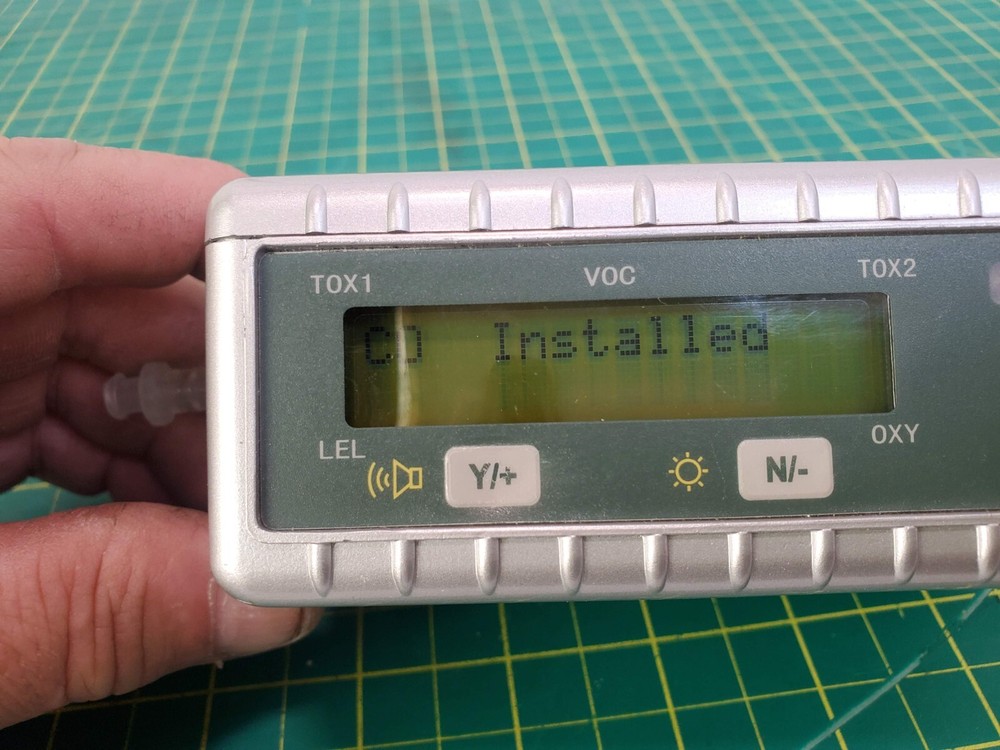 TOX1 VOC TOX2
CO Installed
LEL OXY
Y/+ N/-